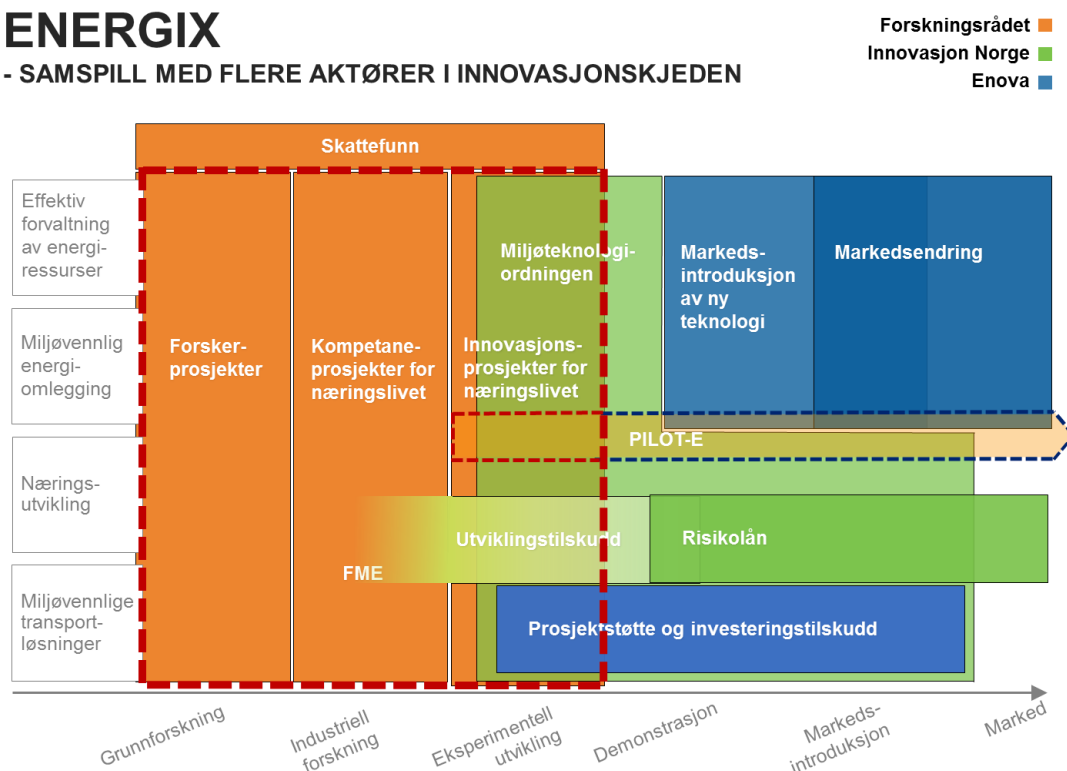 ENERGIX
- SAMSPILL MED FLERE AKTØRER I INNOVASJONSKJEDEN
Forskningsrådet
Innovasjon Norge
Enova
Skattefunn
Effektiv
forvaltning
av energi-
ressurser
Miljøvennlig
energi-
omlegging
Nærings-
utvikling
Miljøvennlige
transport-
løsninger
Forsker-
prosjekter
Kompetane-
prosjekter for
næringslivet
Miljøteknologi-
ordningen
Innovasjons-
prosjekter for
næringslivet
Markeds-
introduksjon
av ny
teknologi
Markedsendring
PILOT-E
Utviklingstilskudd
Risikolån
FME
Prosjektstøtte og investeringstilskudd
Grunnforskning
Industriell
forskning
Eksperimentell
utvikling
Demonstrasjon
Markeds-
introduksjon
Marked